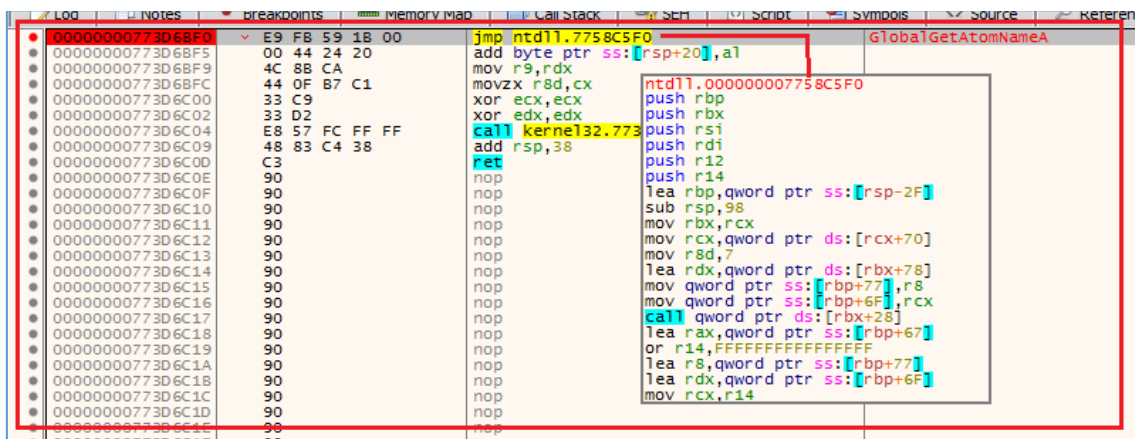 Log Notes Breakpoints Memory Map Call Stack SEH Script Symbols Source Referen
00000000773D6BF0 E9 FB 59 1B 00 jmp ntdll.7758C5F0 GlobalGetAtomNameA
00000000773D6BF5 00 44 24 20 add byte ptr ss:[rsp+20],al
00000000773D6BF9 4C 8B CA mov r9,rdx
00000000773D6BFC 44 0F B7 C1 movzx r8d,cx
00000000773D6C00 33 C9 xor ecx,ecx
00000000773D6C02 33 D2 xor edx,edx
00000000773D6C04 E8 57 FC FF FF call kernel32.773
00000000773D6C09 48 83 C4 38 add rsp,38
00000000773D6C0D C3 ret
00000000773D6C0E 90 nop
00000000773D6C0F 90 nop
00000000773D6C10 90 nop
00000000773D6C11 90 nop
00000000773D6C12 90 nop
00000000773D6C13 90 nop
00000000773D6C14 90 nop
00000000773D6C15 90 nop
00000000773D6C16 90 nop
00000000773D6C17 90 nop
00000000773D6C18 90 nop
00000000773D6C19 90 nop
00000000773D6C1A 90 nop
00000000773D6C1B 90 nop
00000000773D6C1C 90 nop
00000000773D6C1D 90 nop
00000000773D6C1E 90 nop
ntdll.000000007758C5F0
push rbp
push rbx
push rsi
push rdi
push r12
push r14
lea rbp,qword ptr ss:[rsp-2F]
sub rsp,98
mov rbx,rcx
mov rcx,qword ptr ds:[rcx+70]
mov r8d,7
lea rdx,qword ptr ds:[rbx+78]
mov qword ptr ss:[rbp+77],r8
mov qword ptr ss:[rbp+6F],rcx
call qword ptr ds:[rbx+28]
lea rax,qword ptr ss:[rbp+67]
or r14,FFFFFFFFFFFFFFFF
lea r8,qword ptr ss:[rbp+77]
lea rdx,qword ptr ss:[rbp+6F]
mov rcx,r14